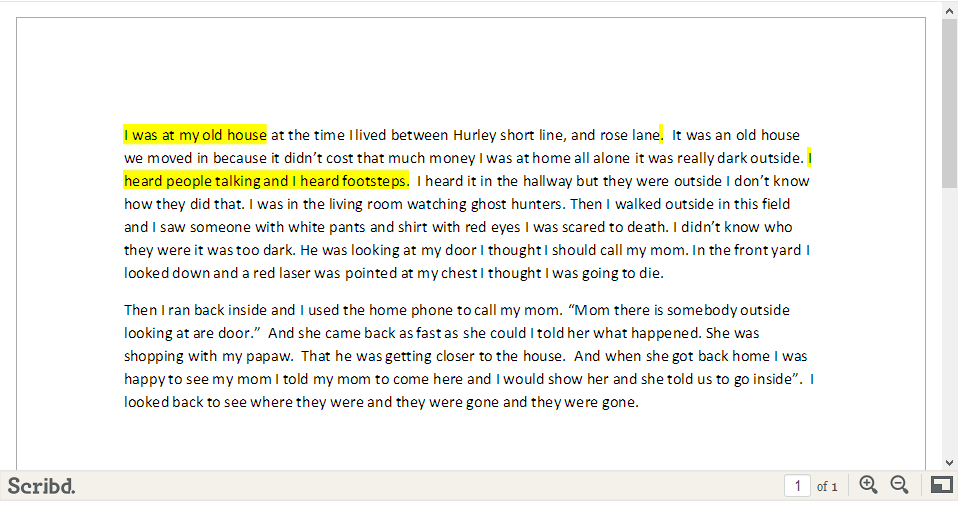 I was at my old house at the time I lived between Hurley short line, and rose lane.  It was an old house
we moved in because it didn’t cost that much money I was at home all alone it was really dark outside. I
heard people talking and I heard footsteps.  I heard it in the hallway but they were outside I don’t know
how they did that. I was in the living room watching ghost hunters. Then I walked outside in this field
and I saw someone with white pants and shirt with red eyes I was scared to death. I didn’t know who
they were it was too dark. He was looking at my door I thought I should call my mom. In the front yard I
looked down and a red laser was pointed at my chest I thought I was going to die.
Then I ran back inside and I used the home phone to call my mom. “Mom there is somebody outside
looking at are door.”  And she came back as fast as she could I told her what happened. She was
shopping with my papaw.  That he was getting closer to the house.  And when she got back home I was
happy to see my mom I told my mom to come here and I would show her and she told us to go inside”.  I
looked back to see where they were and they were gone and they were gone.
Scribd. 1 of 1